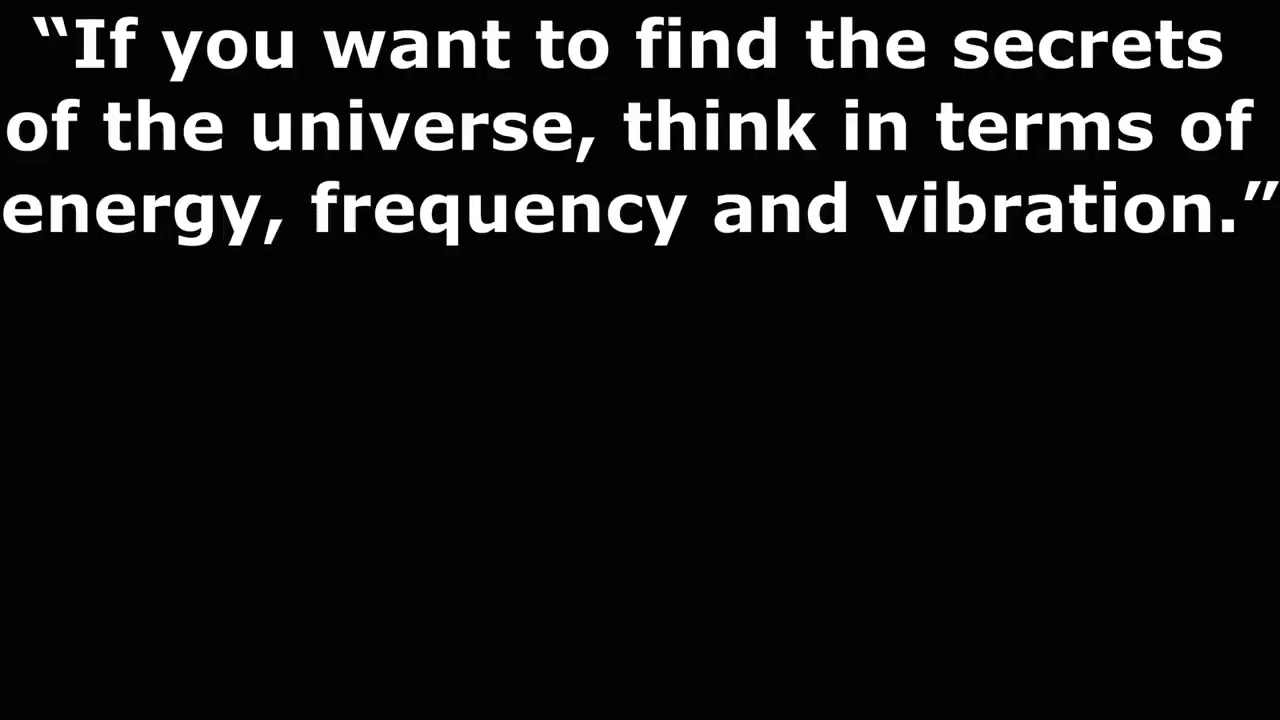 “If you want to find the secrets
of the universe, think in terms of
energy, frequency and vibration.”